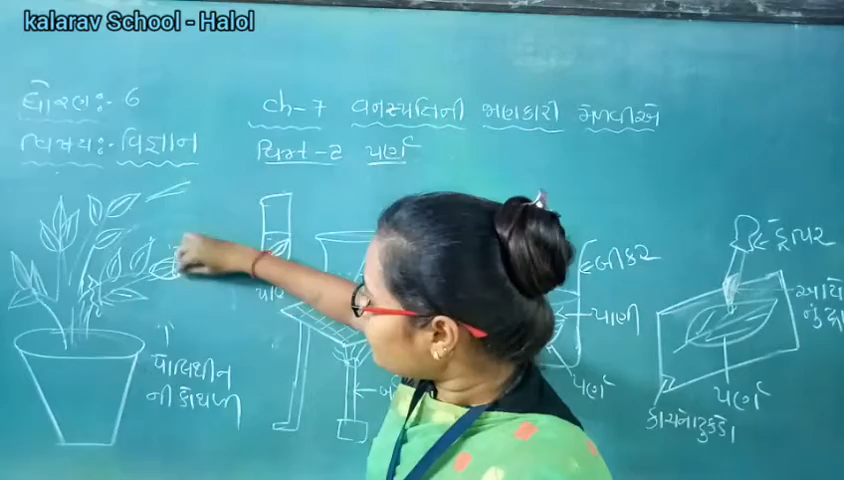 kalarav School - Halol
ધોરણ:- 6
Ch-7 વનસ્પતિની જાણકારી મેળવીએ
વિષય:- વિજ્ઞાન
ચિત્ર-૮ પર્ણ
બીકર
ડ્રોપર
પાણી
પોલિથીન
ની કોથળી
પર્ણ
પર્ણ
કાચનો ટુકડો